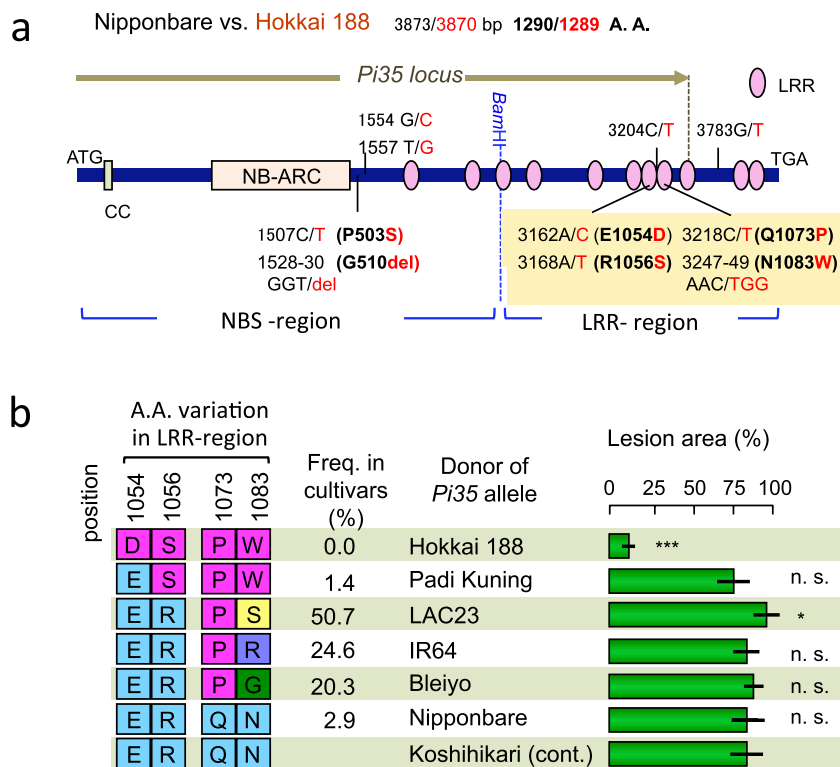 a
Nipponbare vs. Hokkai 188 3873/3870 bp 1290/1289 A. A.
Pi35 locus
LRR
1554 G/C
1557 T/G
BamHI
3204C/T
3783G/T
ATG
NB-ARC
TGA
CC
1507C/T (P503S)
1528-30 (G510del)
GGT/del
3162A/C (E1054D) 3218C/T (Q1073P)
3168A/T (R1056S) 3247-49 (N1083W)
AAC/TGG
NBS -region
LRR- region
b
A.A. variation
in LRR-region
position
1054 1056 1073 1083
Freq. in
cultivars
(%)
Donor of
Pi35 allele
Lesion area (%)
0 25 50 75 100
D S P W 0.0 Hokkai 188 ***
E S P W 1.4 Padi Kuning n. s.
E R P S 50.7 LAC23 *
E R P R 24.6 IR64 n. s.
E R P G 20.3 Bleiyo n. s.
E R Q N 2.9 Nipponbare n. s.
E R Q N Koshihikari (cont.)